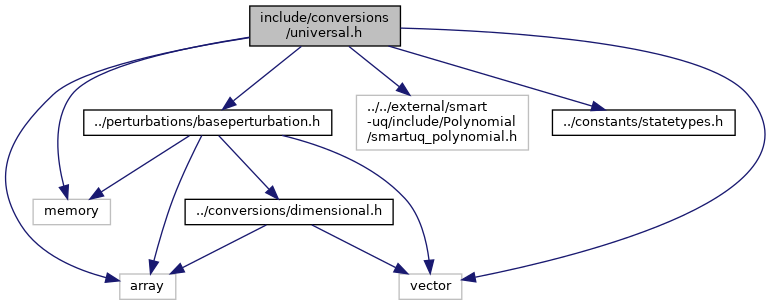 include/conversions
/universal.h
../perturbations/baseperturbation.h
../../external/smart
-uq/include/Polynomial
/smartuq_polynomial.h
../constants/statetypes.h
memory
../conversions/dimensional.h
array
vector